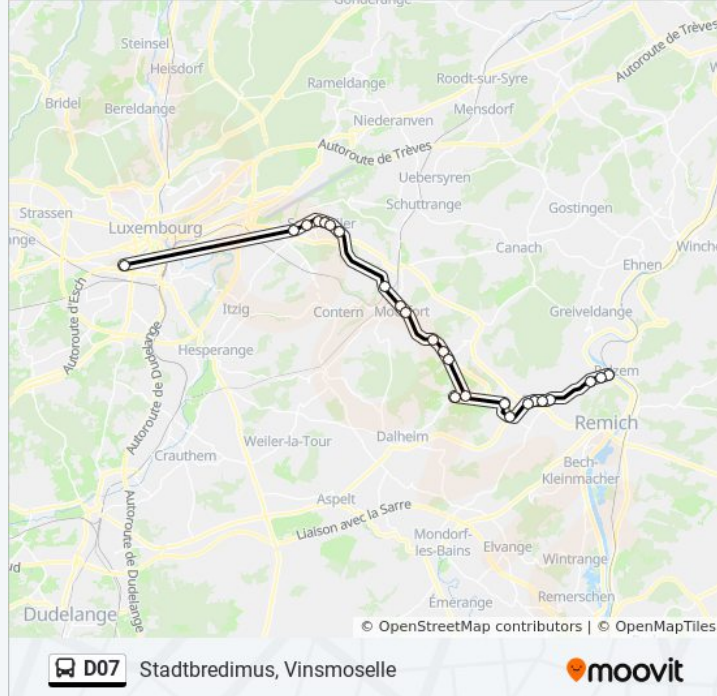 Steinsel
Heisdorf
Gonderange
Autoroute de Trèves
Bridel
Bereldange
Rameldange
Roodt-sur-Syre
Mensdorf
Niederanven
Autoroute de Trèves
Uebersyren
Schuttrange
Gostingen
Strassen
Luxembourg
Canach
Ehnen
Itzig
Contern
Greiveldange
Autoroute d'Esch
Hesperange
Autoroute de Dudelange
Remich
Weiler-la-Tour
Dalheim
Crauthem
Bech-
Kleinmacher
Aspelt
Liaison avec la Sarre
Autoroute de Dudelange
Mondorf-
les-Bains
Elvange
Wintrange
Emérange
Remerschen
Dudelange
© OpenStreetMap contributors | © OpenMapTiles
D07 Stadtbredimus, Vinsmoselle
moovit